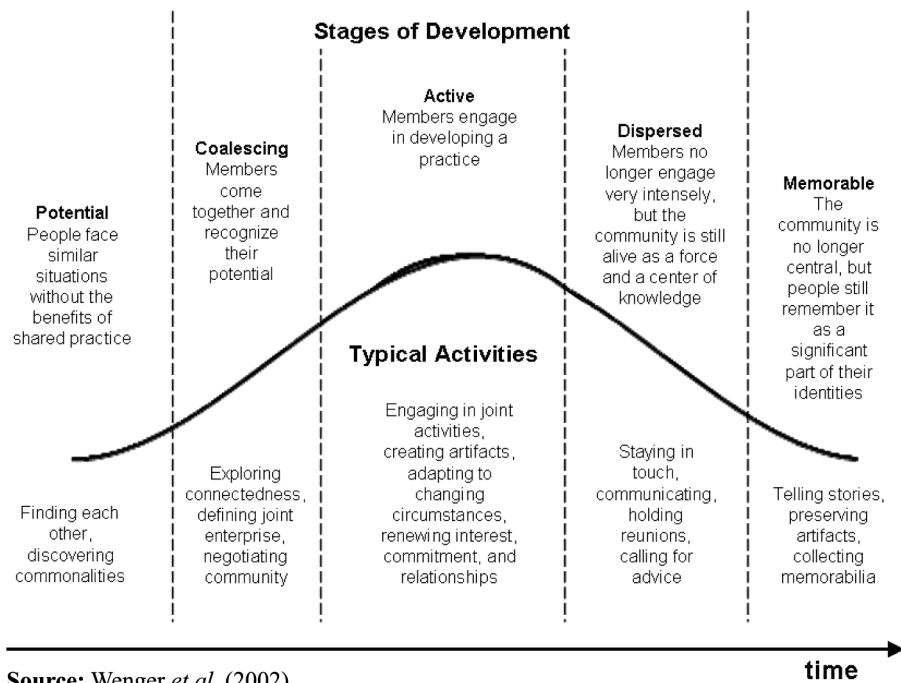 Stages of Development
Potential
People face
similar
situations
without the
benefits of
shared practice
Coalescing
Members
come
together and
recognize
their
potential
Active
Members engage
in developing a
practice
Dispersed
Members no
longer engage
very intensely,
but the
community is still
alive as a force
and a center of
knowledge
Memorable
The
community is
no longer
central, but
people still
remember it
as a
significant
part of their
identities
Typical Activities
Finding each
other,
discovering
commonalities
Exploring
connectedness,
defining joint
enterprise,
negotiating
community
Engaging in joint
activities,
creating artifacts,
adapting to
changing
circumstances,
renewing interest,
commitment, and
relationships
Staying in
touch,
communicating,
holding
reunions,
calling for
advice
Telling stories,
preserving
artifacts,
collecting
memorabilia
time
Source: Wenger et al. (2002)